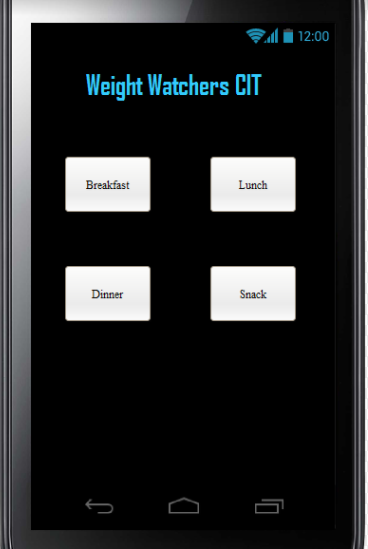 12:00
Weight Watchers CIT
Breakfast
Lunch
Dinner
Snack